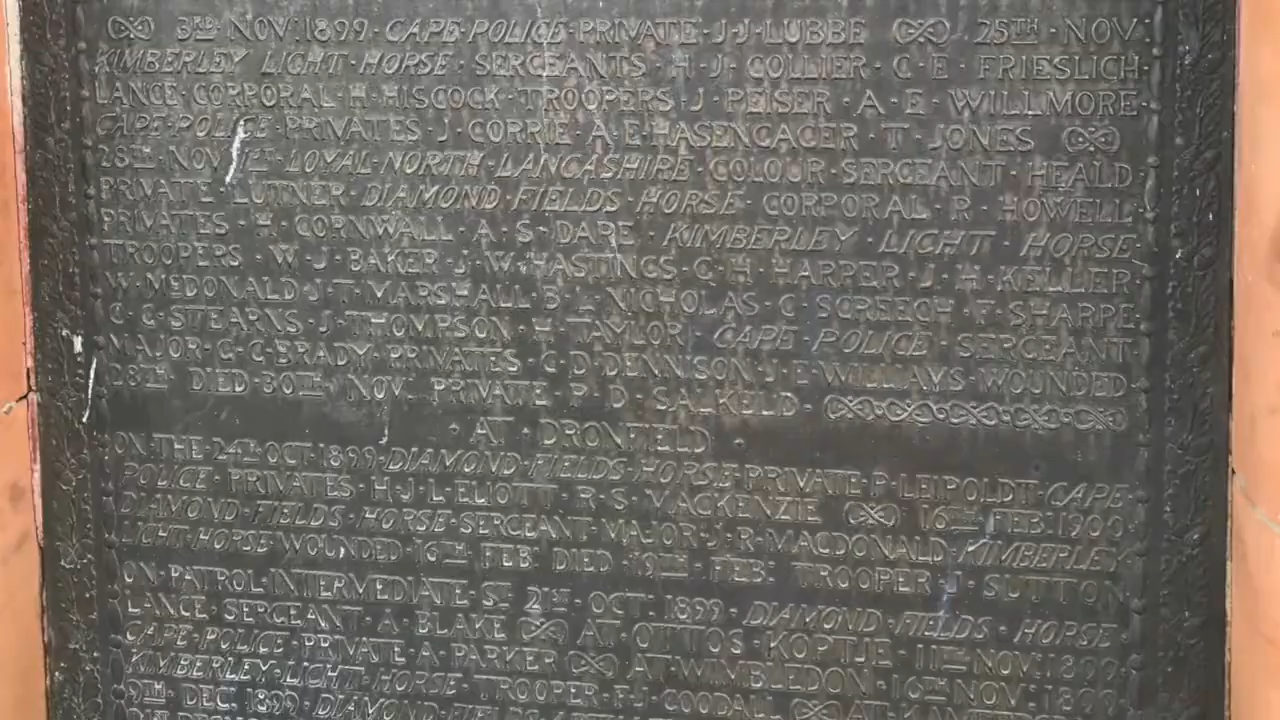 3RD · NOV: 1899 · CAPE · POLICE · PRIVATE · J · J · LUBBE 25TH · NOV:
KIMBERLEY LIGHT · HORSE · SERGEANTS · H · J · COLLIER · C · E · FRIESLICH ·
LANCE · CORPORAL · H · HISCOCK · TROOPERS · J · PEISER · A · E · WILLMORE ·
CAPE · POLICE · PRIVATES · J · CORRIE · A · E · HASENGAGER · T · JONES
28TH · NOV: 1ST · LOYAL · NORTH · LANCASHIRE · COLOUR · SERGEANT · HEALD ·
PRIVATE · LUTNER · DIAMOND · FIELDS · HORSE · CORPORAL · R · HOWELL ·
PRIVATES · H · CORNWALL · A · S · DARE · KIMBERLEY · LIGHT · HORSE ·
TROOPERS · W · J · BAKER · J · W · HASTINGS · G · H · HARPER · J · H · KELLER ·
W · McDONALD · J · T · MARSHALL · B · L · NICHOLAS · C · SCREECH · F · SHARPE ·
C · G · STEARNS · J · THOMPSON · H · TAYLOR · CAPE · POLICE · SERGEANT ·
MAJOR · G · C · BRADY · PRIVATES · C · D · DENNISON · J · E · WOUNDED ·
28TH · DIED · 30TH · NOV: PRIVATE · P · D · SALKELD ·
· AT · DRONFIELD ·
ON · THE · 24TH · OCT: 1899 · DIAMOND · FIELDS · HORSE · PRIVATE · P · LEIPOLDT · CAPE
POLICE · PRIVATES · H · J · L · ELIOTT · R · S · MACKENZIE 16TH · FEB: 1900 ·
DIAMOND · FIELDS · HORSE · SERGEANT · MAJOR · J · R · MACDONALD · KIMBERLEY ·
LIGHT · HORSE · WOUNDED · 16TH · FEB: DIED · 19TH · FEB: TROOPER · J · SUTTON
ON · PATROL · INTERMEDIATE · ST · 21ST · OCT: 1899 · DIAMOND · FIELDS · HORSE
LANCE · SERGEANT · A · BLAKE AT · OTTOS · KOPTJE · 11TH · NOV: 1899 ·
CAPE · POLICE · PRIVATE · A · PARKER AT · WIMBLEDON · 16TH · NOV: 1899 ·
KIMBERLEY · LIGHT · HORSE · TROOPER · F · J · GOODALL AT
9TH · DEC: 1899 · DIAMOND · FIELDS